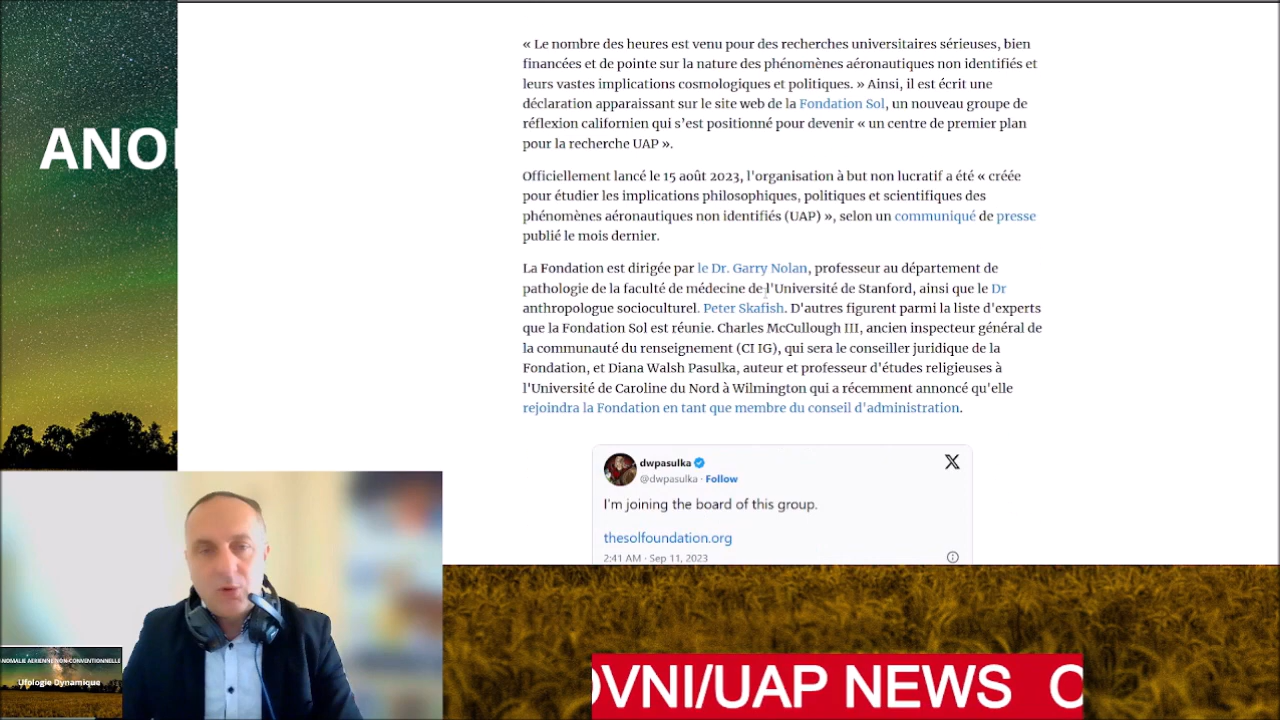 « Le nombre des heures est venu pour des recherches universitaires sérieuses, bien
financées et de pointe sur la nature des phénomènes aéronautiques non identifiés et
leurs vastes implications cosmologiques et politiques. » Ainsi, il est écrit une
déclaration apparaissant sur le site web de la Fondation Sol, un nouveau groupe de
réflexion californien qui s'est positionné pour devenir « un centre de premier plan
pour la recherche UAP ».
Officiellement lancé le 15 août 2023, l'organisation à but non lucratif a été « créée
pour étudier les implications philosophiques, politiques et scientifiques des
phénomènes aéronautiques non identifiés (UAP) », selon un communiqué de presse
publié le mois dernier.
La Fondation est dirigée par le Dr. Garry Nolan, professeur au département de
pathologie de la faculté de médecine de l'Université de Stanford, ainsi que le Dr
anthropologue socioculturel. Peter Skafish. D'autres figurent parmi la liste d'experts
que la Fondation Sol est réunie. Charles McCullough III, ancien inspecteur général de
la communauté du renseignement (CI IG), qui sera le conseiller juridique de la
Fondation, et Diana Walsh Pasulka, auteur et professeur d'études religieuses à
l'Université de Caroline du Nord à Wilmington qui a récemment annoncé qu'elle
rejoindra la Fondation en tant que membre du conseil d'administration.
dwpasulka
@dwpasulka · Follow
I'm joining the board of this group.
thesolfoundation.org
2:41 AM · Sep 11, 2023
ANO
ANOMALIE AERIENNE NON-CONVENTIONNELLE
Ufologie Dynamique
OVNI/UAP NEWS O